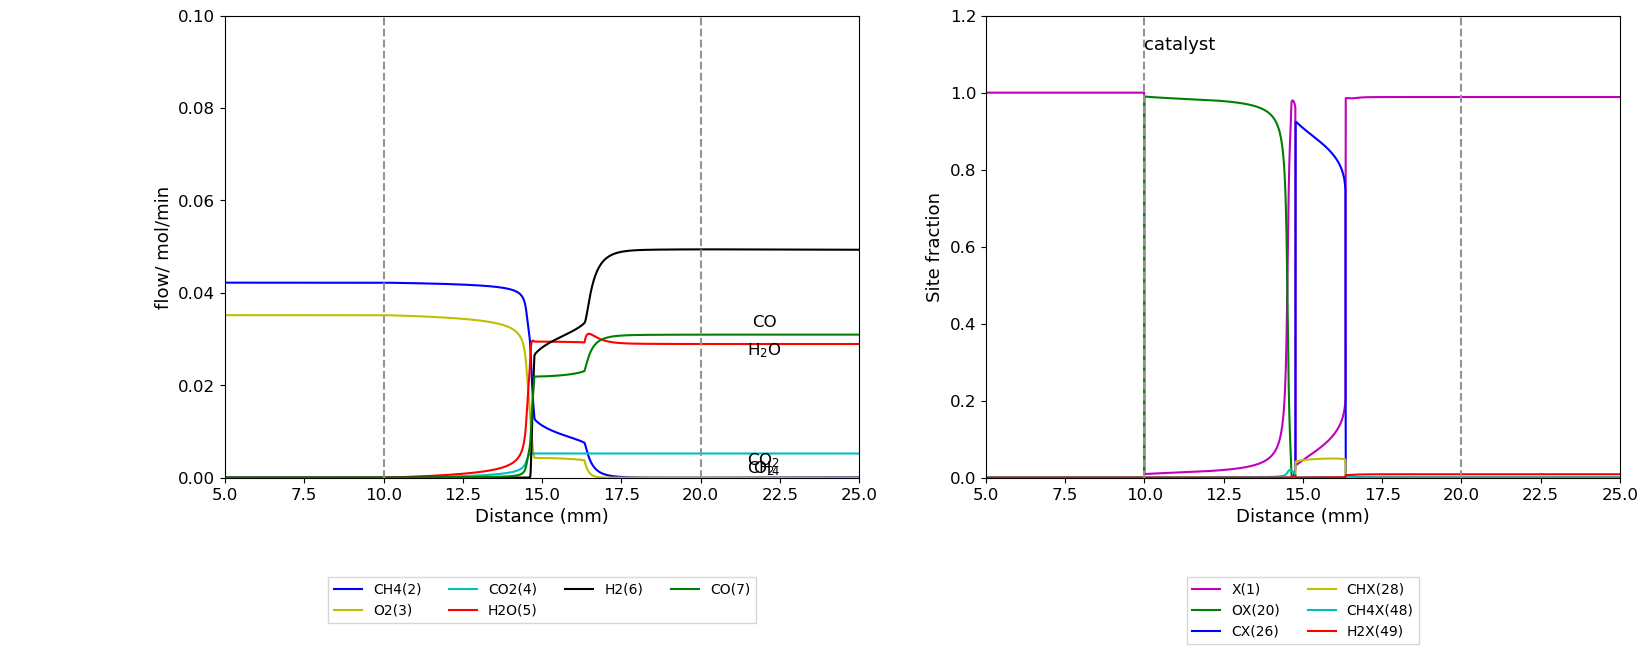 0.10
0.08
0.06
0.04
0.02
0.00
flow/ mol/min
CO
H₂O
CO₂
5.0 7.5 10.0 12.5 15.0 17.5 20.0 22.5 25.0
Distance (mm)
CH4(2) CO2(4) H2(6) CO(7)
O2(3) H2O(5)
1.2
1.0
0.8
0.6
0.4
0.2
0.0
Site fraction
catalyst
5.0 7.5 10.0 12.5 15.0 17.5 20.0 22.5 25.0
Distance (mm)
X(1) CHX(28)
OX(20) CH4X(48)
CX(26) H2X(49)